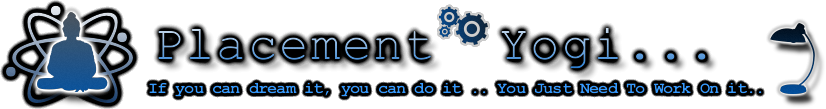 Placement Yogi...
If you can dream it, you can do it .. You Just Need To Work On it..